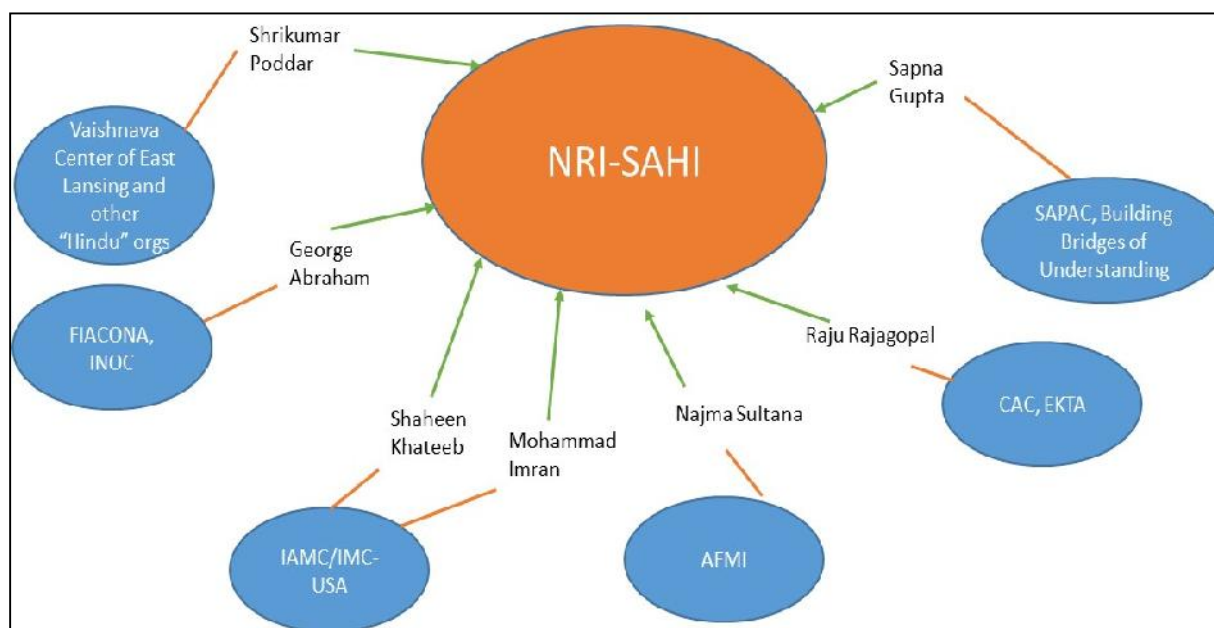 Shrikumar
Poddar
Sapna
Gupta
NRI-SAHI
Vaishnava
Center of East
Lansing and
other
"Hindu" orgs
SAPAC, Building
Bridges of
Understanding
George
Abraham
FIACONA,
INOC
Raju Rajagopal
CAC, EKTA
Shaheen
Khateeb
Mohammad
Imran
Najma Sultana
IAMC/IMC-
USA
AFMI